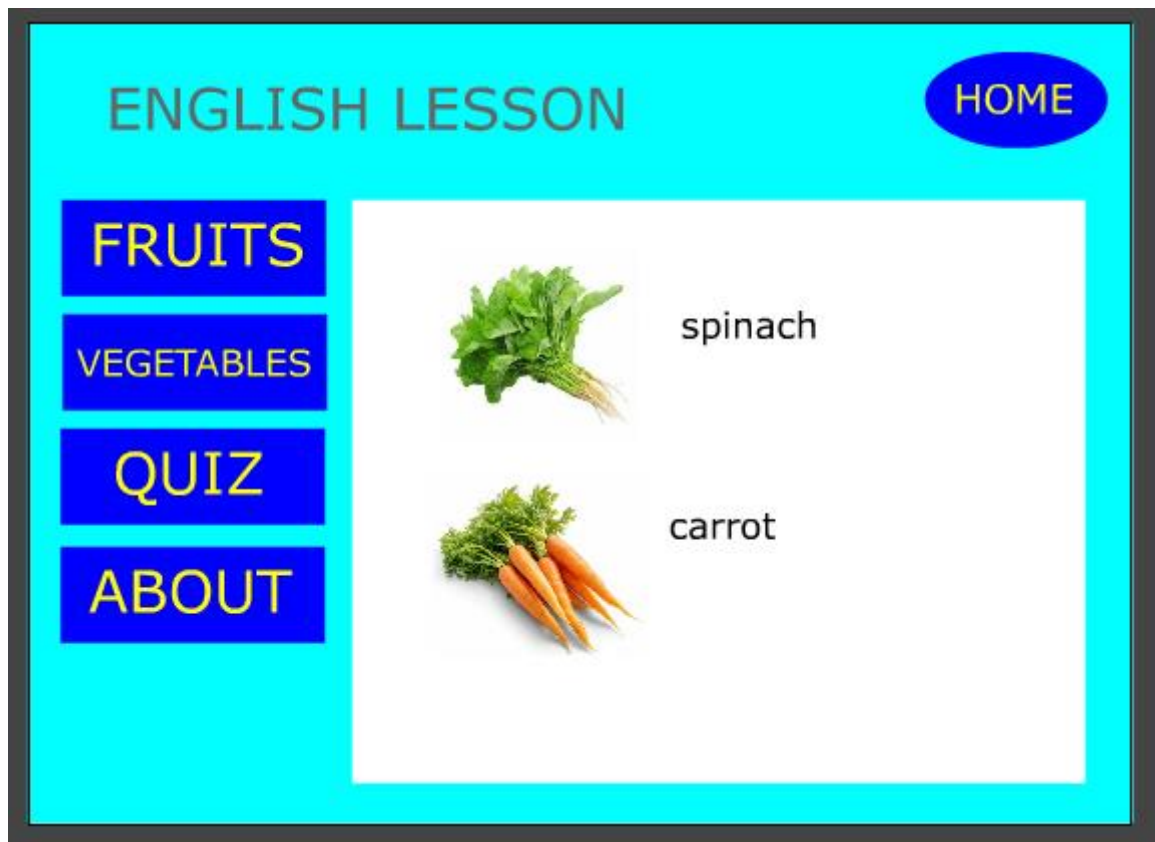 ENGLISH LESSON
HOME
FRUITS
VEGETABLES
QUIZ
ABOUT
spinach
carrot